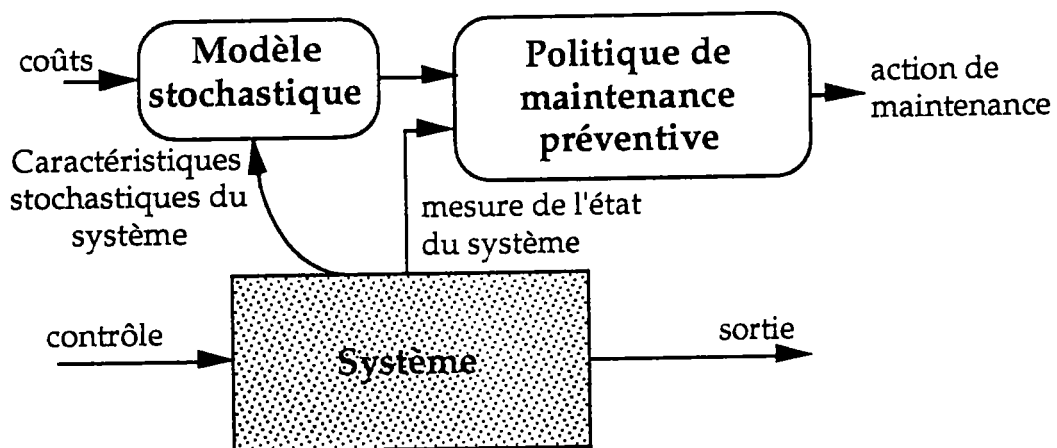 coûts
Modèle
stochastique
Politique de
maintenance
préventive
action de
maintenance
Caractéristiques
stochastiques du
système
mesure de l'état
du système
contrôle
Système
sortie